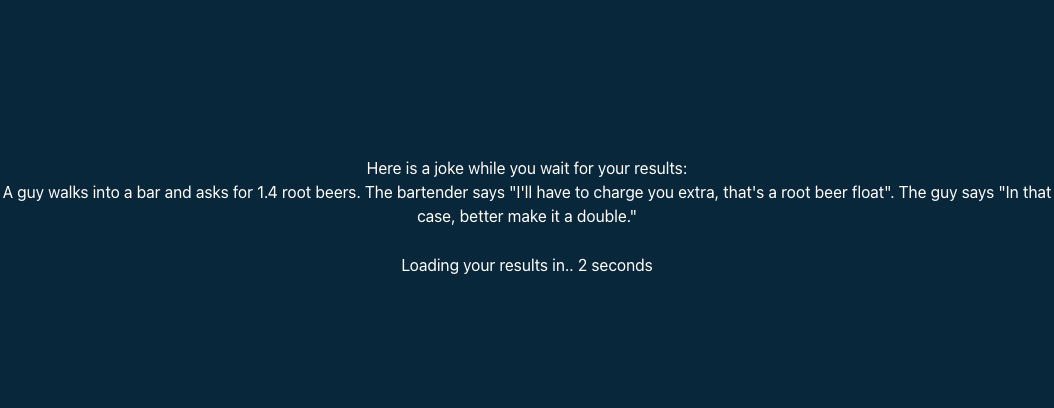 Here is a joke while you wait for your results:
A guy walks into a bar and asks for 1.4 root beers. The bartender says "I'll have to charge you extra, that's a root beer float". The guy says "In that
case, better make it a double."
Loading your results in.. 2 seconds